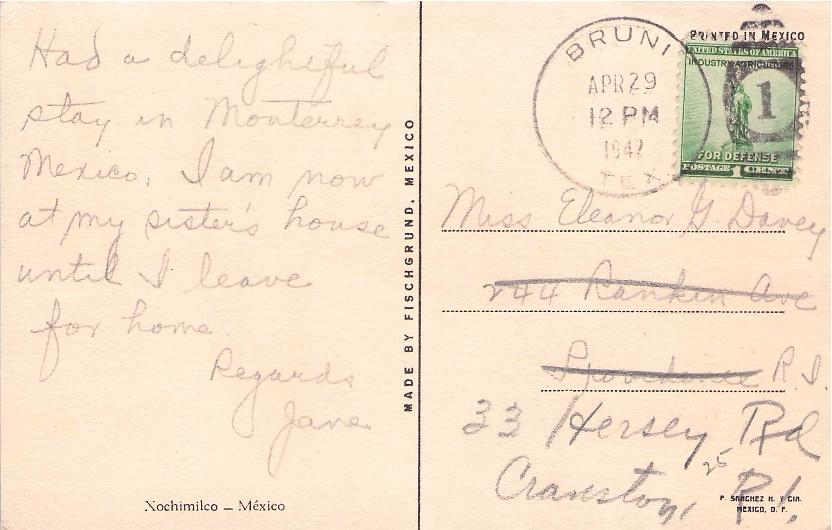 Had a delightful
stay in Monterrey
Mexico. I am now
at my sister's house
until I leave
for home.
Regards
Jane
Xochimilco — México
MADE BY FISCHGRUND, MEXICO
BRUNI
APR 29
12 PM
1942
TEX
PRINTED IN MEXICO
UNITED STATES OF AMERICA
INDUSTRY AGRICULTURE
1
FOR DEFENSE
POSTAGE 1 CENT
Miss Eleanor G. Davey
244 Rankin Ave
Providence R.I.
33 Hersey Rd
Cranston, R.I.
25
F. SANCHEZ H. Y CIA.
MEXICO, D. F.